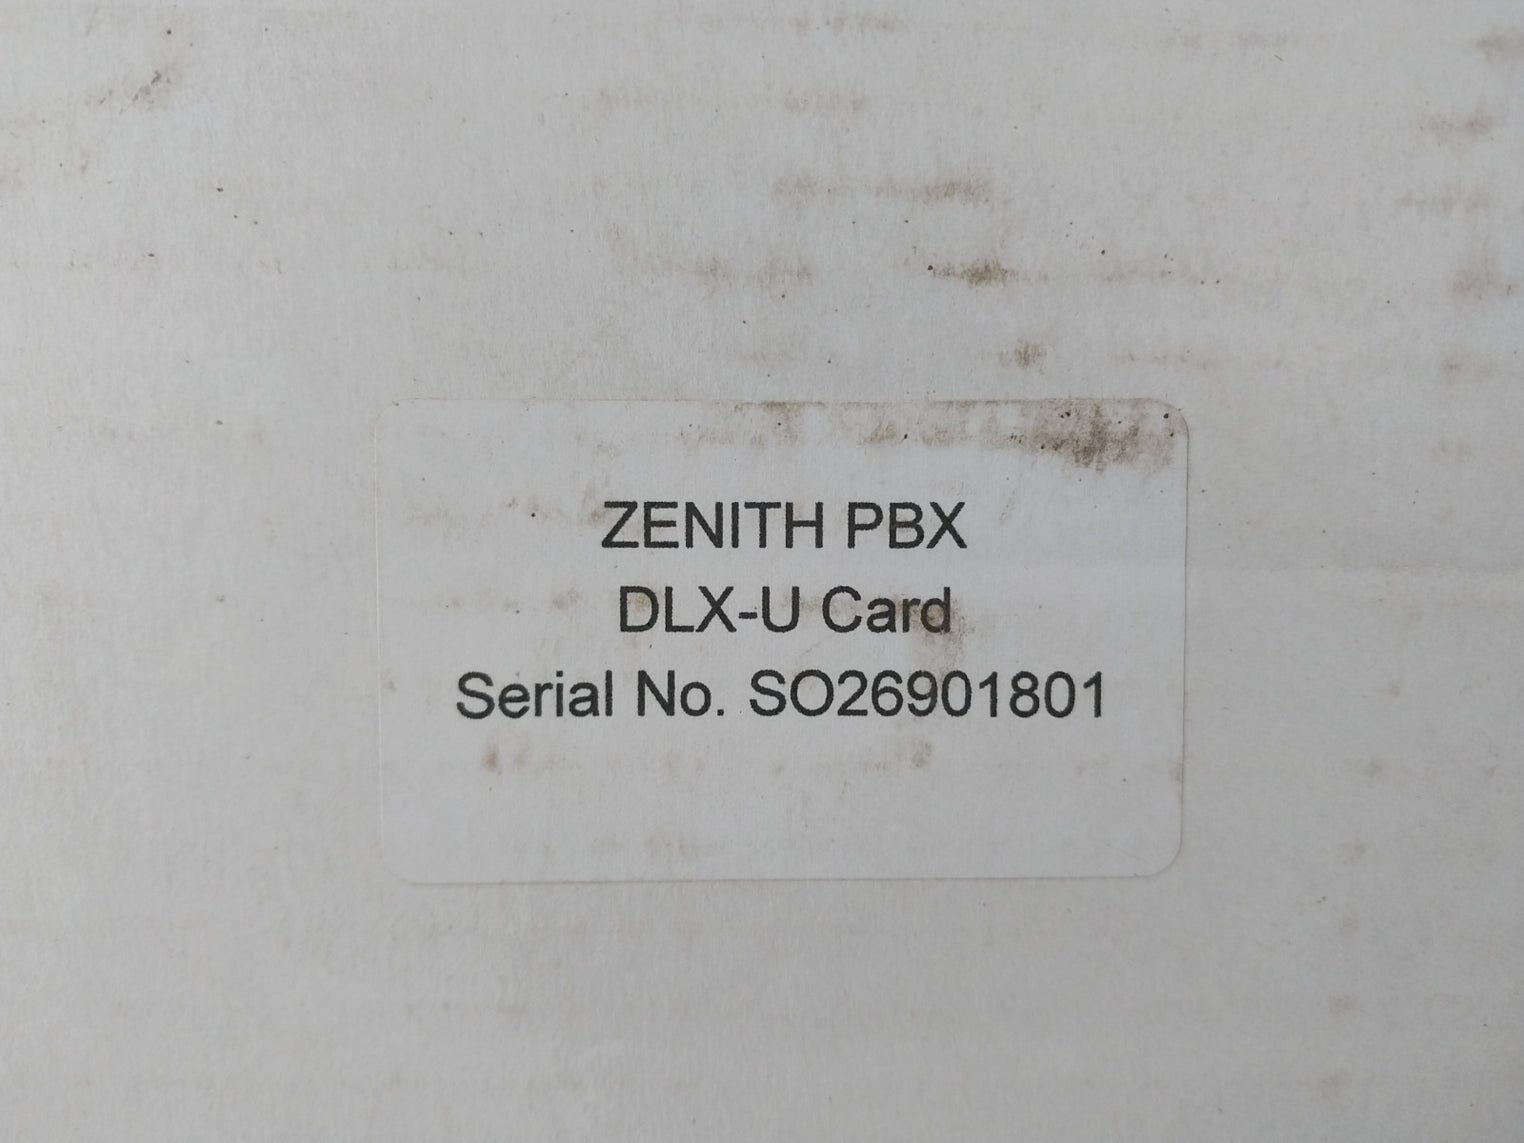 ZENITH PBX
DLX-U Card
Serial No. SO26901801